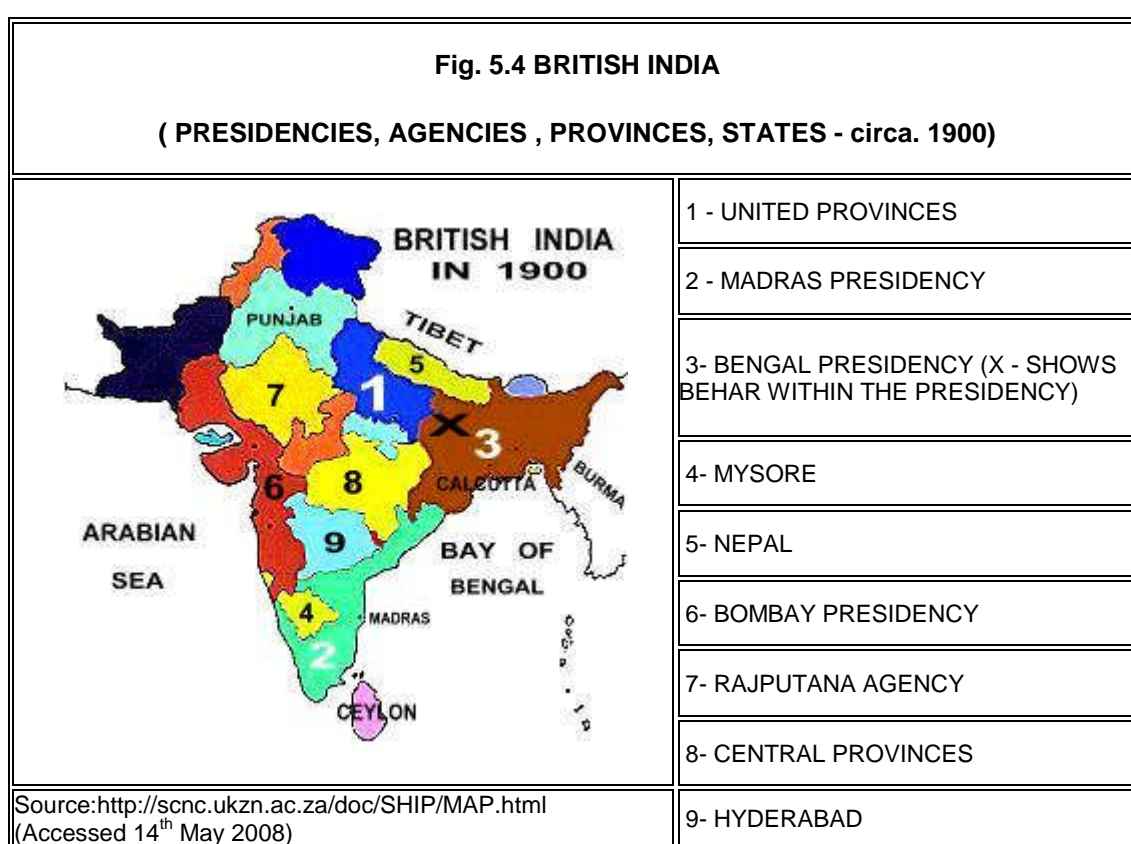 Fig. 5.4 BRITISH INDIA
( PRESIDENCIES, AGENCIES , PROVINCES, STATES - circa. 1900)
BRITISH INDIA
IN 1900
PUNJAB
TIBET
5
7
1
X
3
8
CALCUTTA
BURMA
6
ARABIAN
SEA
9
BAY OF
BENGAL
4
MADRAS
2
CEYLON
1 - UNITED PROVINCES
2 - MADRAS PRESIDENCY
3- BENGAL PRESIDENCY (X - SHOWS
BEHAR WITHIN THE PRESIDENCY)
4- MYSORE
5- NEPAL
6- BOMBAY PRESIDENCY
7- RAJPUTANA AGENCY
8- CENTRAL PROVINCES
Source:http://scnc.ukzn.ac.za/doc/SHIP/MAP.html
(Accessed 14th May 2008)
9- HYDERABAD